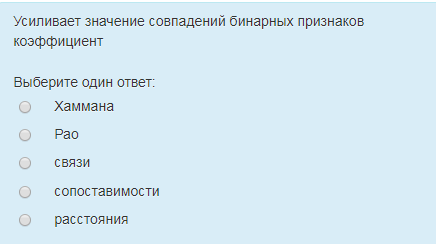 Усиливает значение совпадений бинарных признаков
коэффициент
Выберите один ответ:
Хаммана
Рао
связи
сопоставимости
расстояния